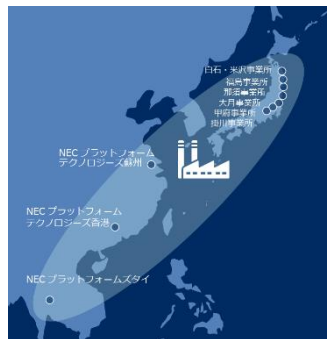 白石・米沢事業所
福島事業所
那須事業所
大月事業所
甲府事業所
掛川事業所
NEC プラットフォーム
テクノロジーズ蘇州
NEC プラットフォーム
テクノロジーズ香港
NEC プラットフォームズタイ